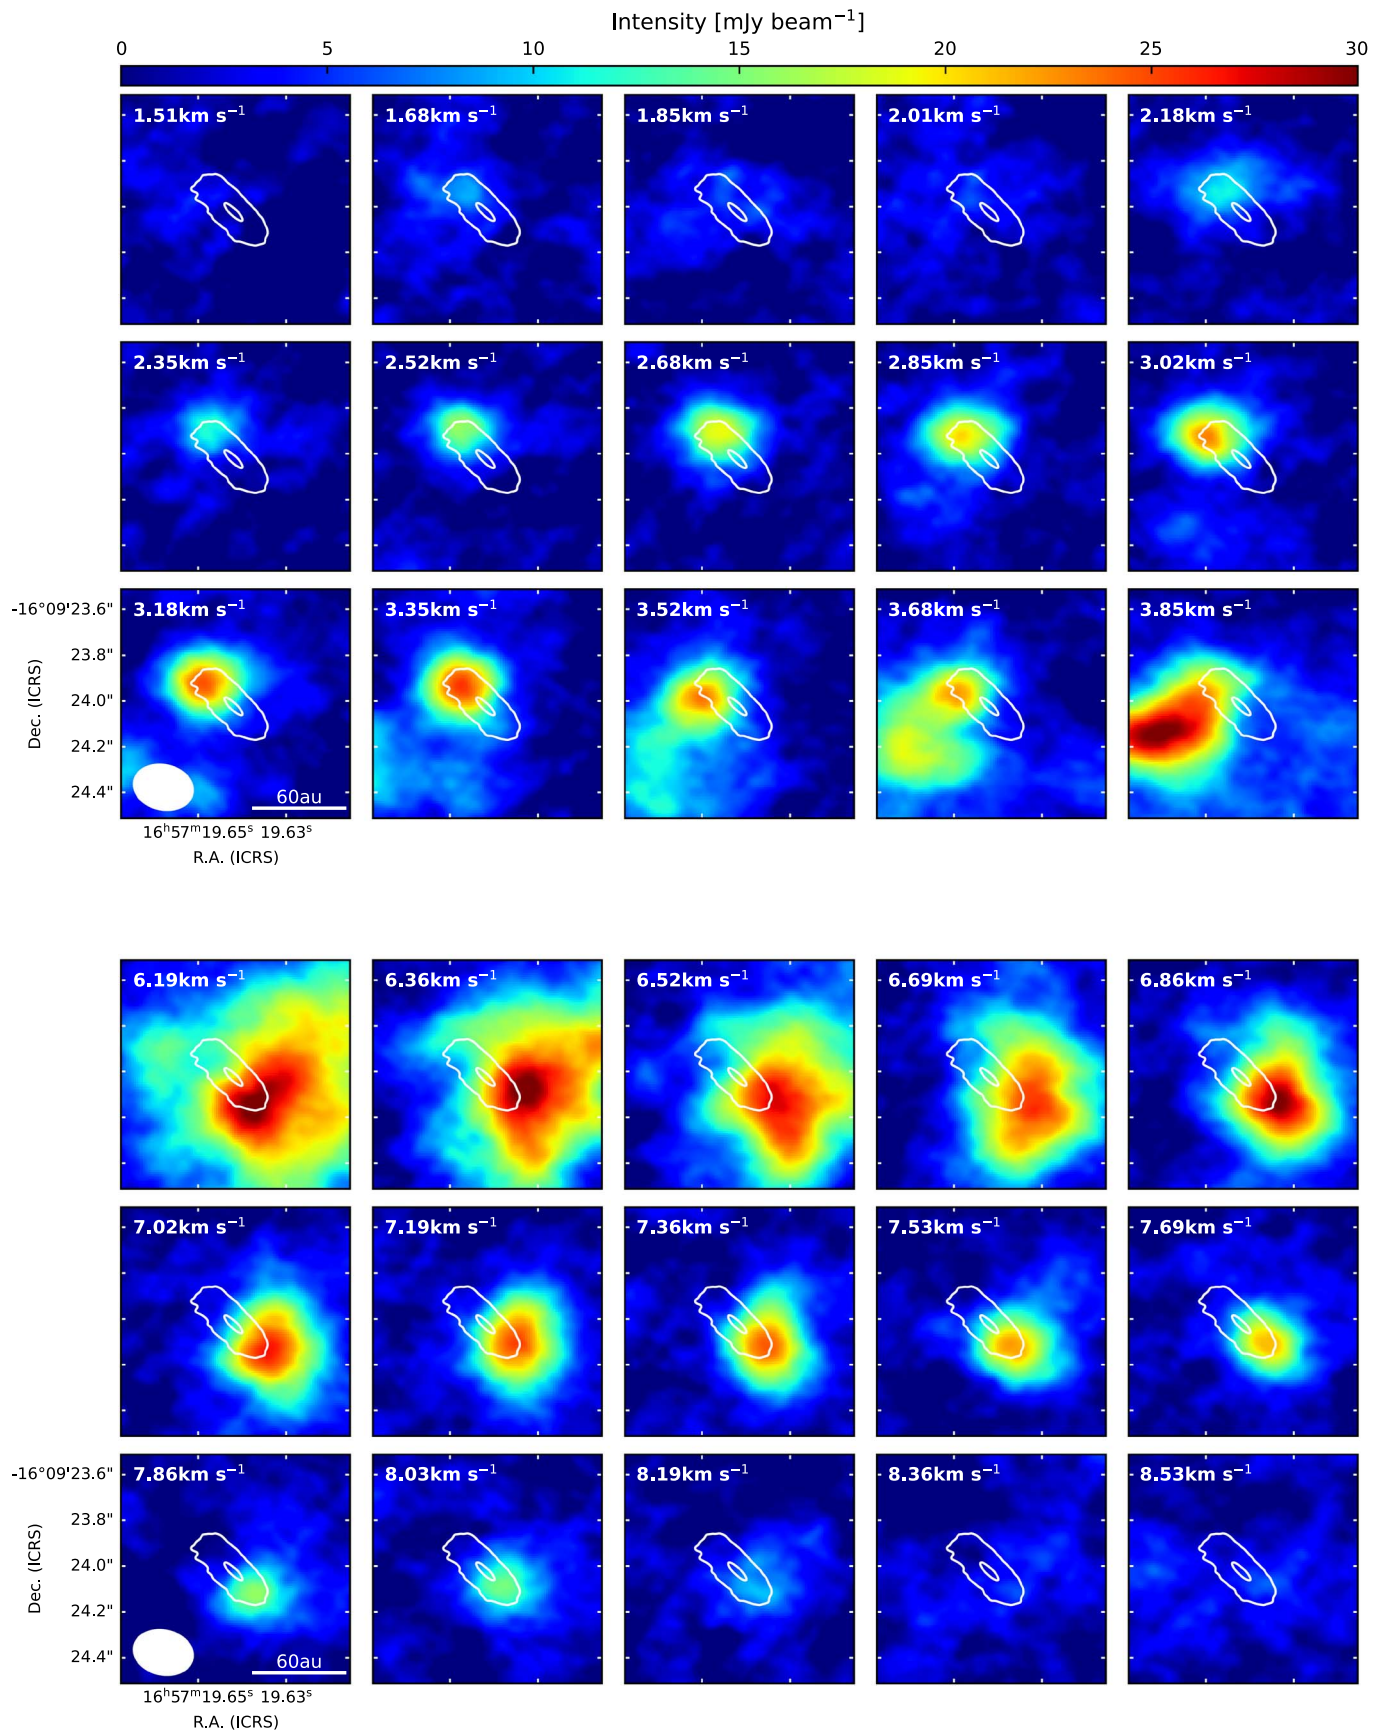 Intensity [mJy beam⁻¹]
0 5 10 15 20 25 30
1.51km s⁻¹ 1.68km s⁻¹ 1.85km s⁻¹ 2.01km s⁻¹ 2.18km s⁻¹
2.35km s⁻¹ 2.52km s⁻¹ 2.68km s⁻¹ 2.85km s⁻¹ 3.02km s⁻¹
3.18km s⁻¹ 3.35km s⁻¹ 3.52km s⁻¹ 3.68km s⁻¹ 3.85km s⁻¹
-16°09'23.6"
23.8"
24.0"
24.2"
24.4"
Dec. (ICRS)
60au
16ʰ57ᵐ19.65ˢ 19.63ˢ
R.A. (ICRS)
6.19km s⁻¹ 6.36km s⁻¹ 6.52km s⁻¹ 6.69km s⁻¹ 6.86km s⁻¹
7.02km s⁻¹ 7.19km s⁻¹ 7.36km s⁻¹ 7.53km s⁻¹ 7.69km s⁻¹
7.86km s⁻¹ 8.03km s⁻¹ 8.19km s⁻¹ 8.36km s⁻¹ 8.53km s⁻¹
-16°09'23.6"
23.8"
24.0"
24.2"
24.4"
Dec. (ICRS)
60au
16ʰ57ᵐ19.65ˢ 19.63ˢ
R.A. (ICRS)